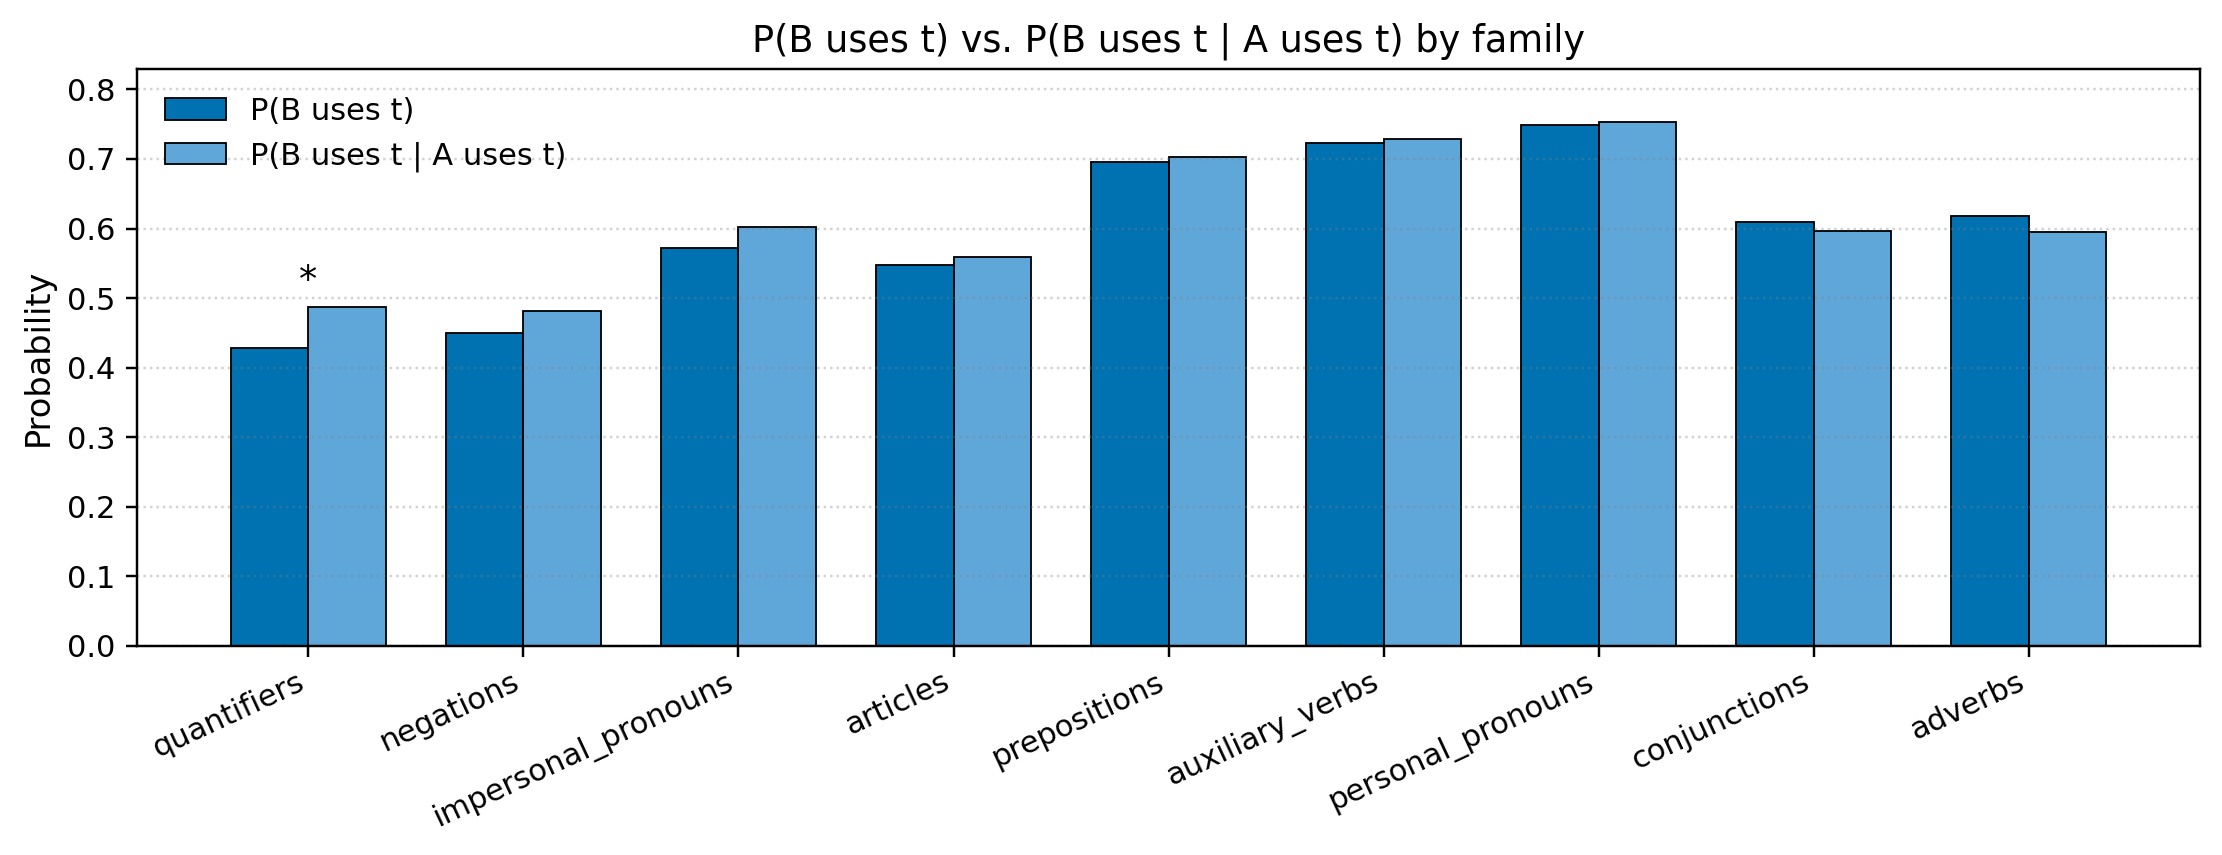 P(B uses t) vs. P(B uses t | A uses t) by family
P(B uses t)
P(B uses t | A uses t)
Probability
0.8
0.7
0.6
0.5
0.4
0.3
0.2
0.1
0.0
*
quantifiers
negations
impersonal_pronouns
articles
prepositions
auxiliary_verbs
personal_pronouns
conjunctions
adverbs